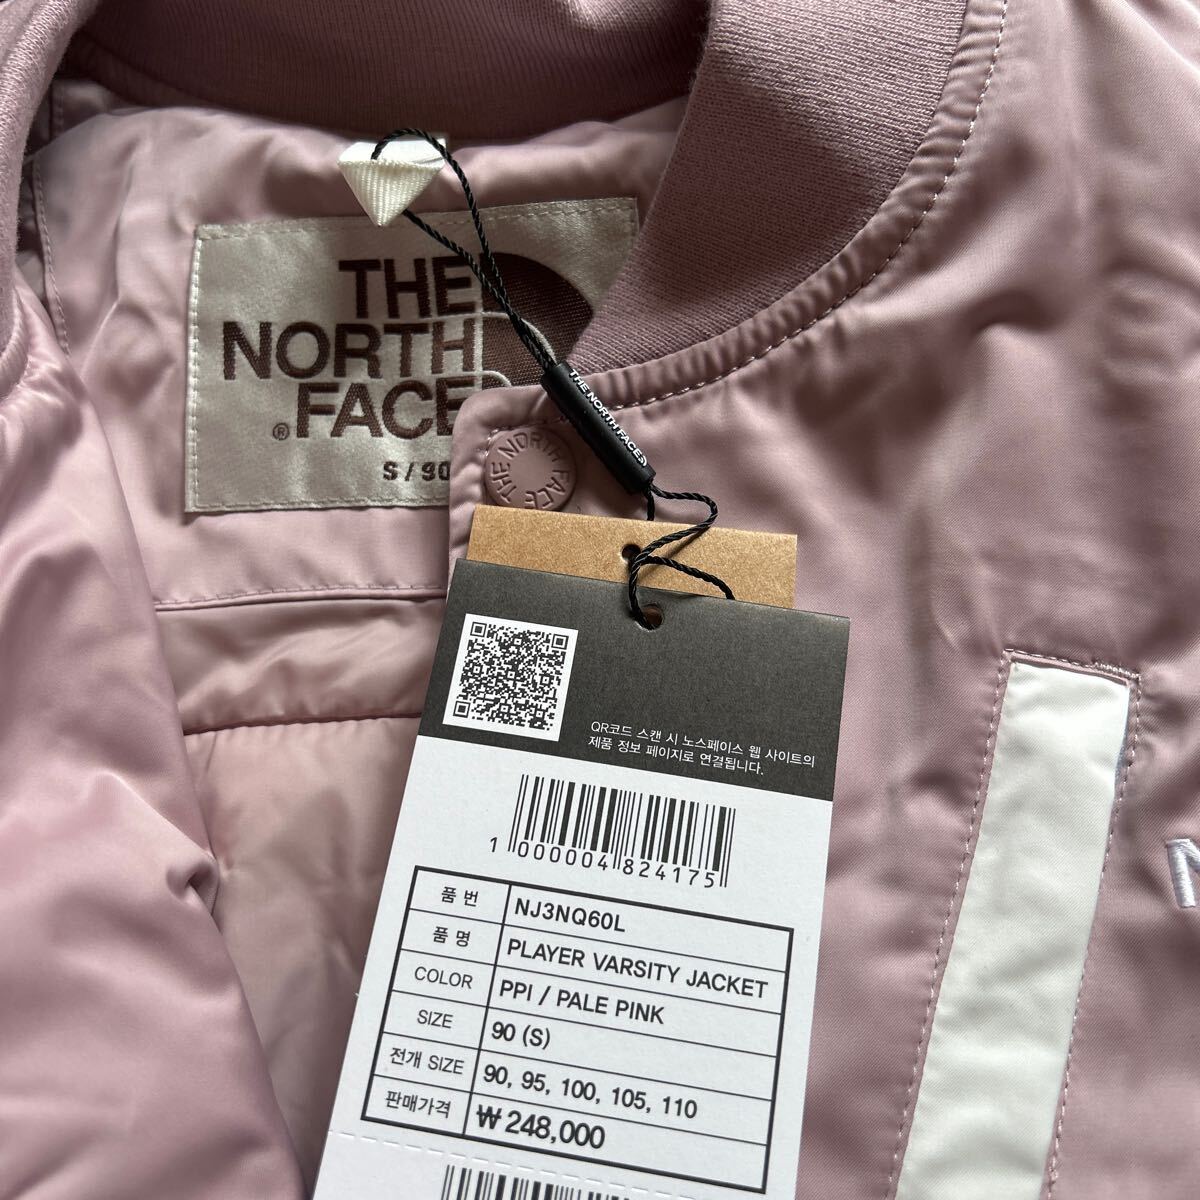 THE
NORTH
FACE
®
S / 90
THE NORTH FACE
THE NORTH FACE
QR코드 스캔 시 노스페이스 웹 사이트의
제품 정보 페이지로 연결됩니다.
1 000004 824175
품 번 NJ3NQ60L
품 명 PLAYER VARSITY JACKET
COLOR PPI / PALE PINK
SIZE 90 (S)
전개 SIZE 90, 95, 100, 105, 110
판매가격 ₩ 248,000